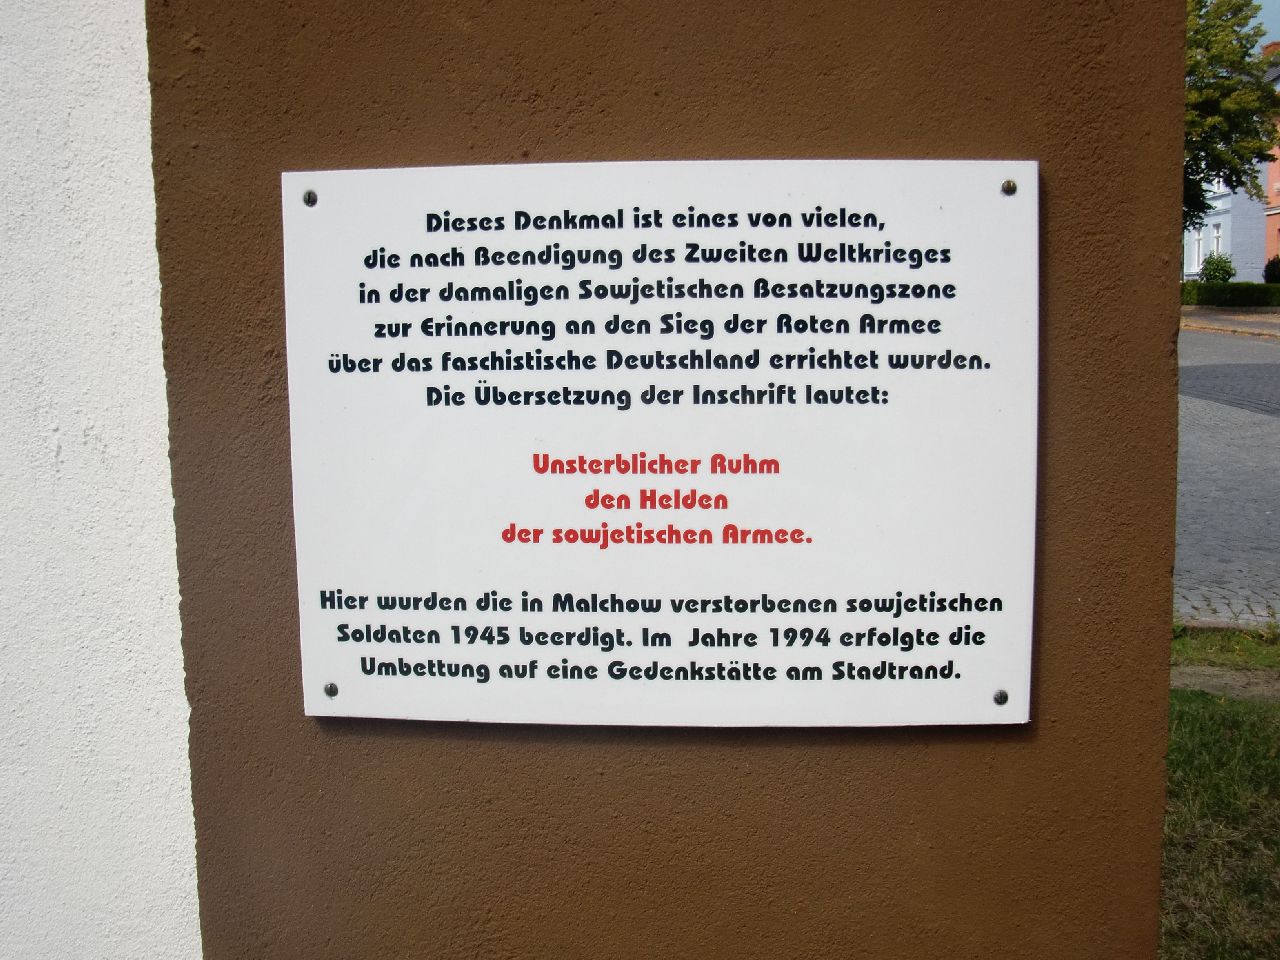 Dieses Denkmal ist eines von vielen,
die nach Beendigung des Zweiten Weltkrieges
in der damaligen Sowjetischen Besatzungszone
zur Erinnerung an den Sieg der Roten Armee
über das faschistische Deutschland errichtet wurden.
Die Übersetzung der Inschrift lautet:
Unsterblicher Ruhm
den Helden
der sowjetischen Armee.
Hier wurden die in Malchow verstorbenen sowjetischen
Soldaten 1945 beerdigt. Im Jahre 1994 erfolgte die
Umbettung auf eine Gedenkstätte am Stadtrand.